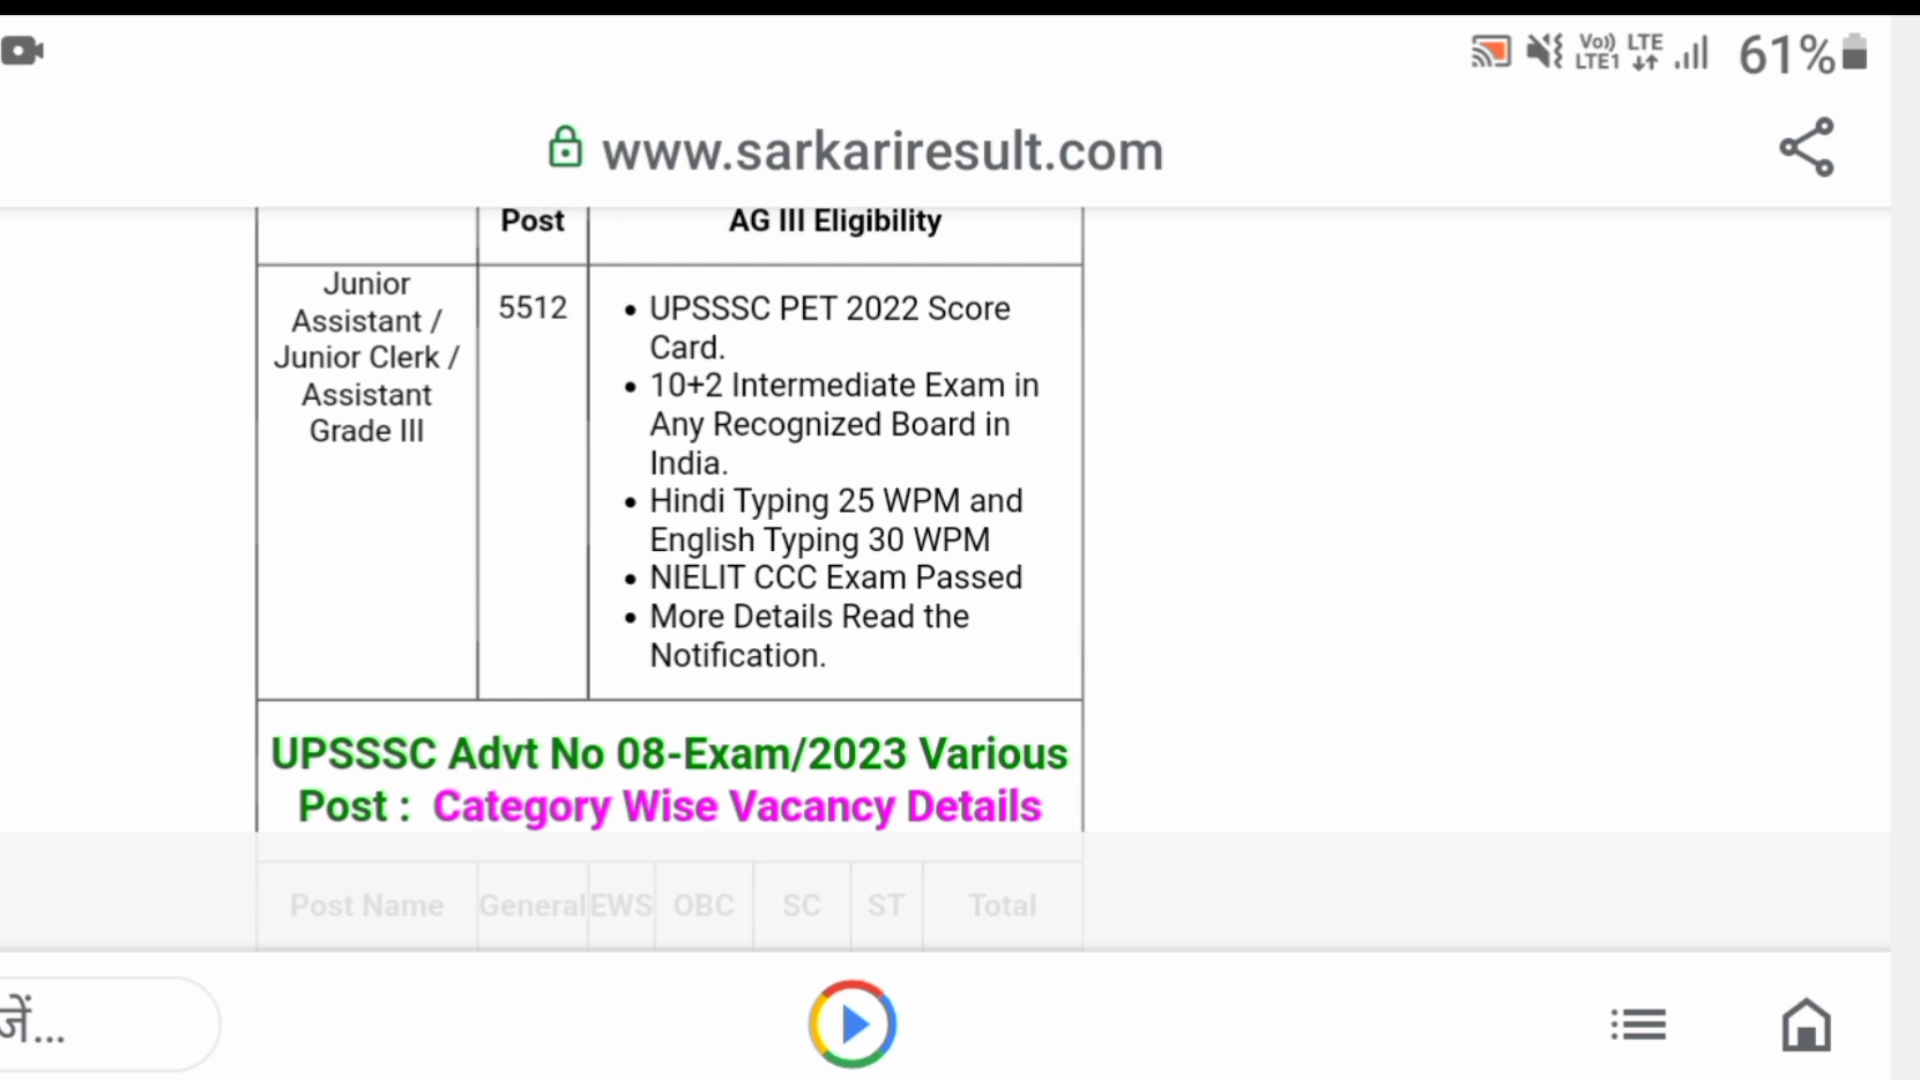 Vo)) LTE
LTE1
61%
www.sarkariresult.com
Post
AG III Eligibility
Junior
Assistant /
Junior Clerk /
Assistant
Grade III
5512
• UPSSSC PET 2022 Score
Card.
• 10+2 Intermediate Exam in
Any Recognized Board in
India.
• Hindi Typing 25 WPM and
English Typing 30 WPM
• NIELIT CCC Exam Passed
• More Details Read the
Notification.
UPSSSC Advt No 08-Exam/2023 Various
Post : Category Wise Vacancy Details
Post Name General EWS OBC SC ST Total